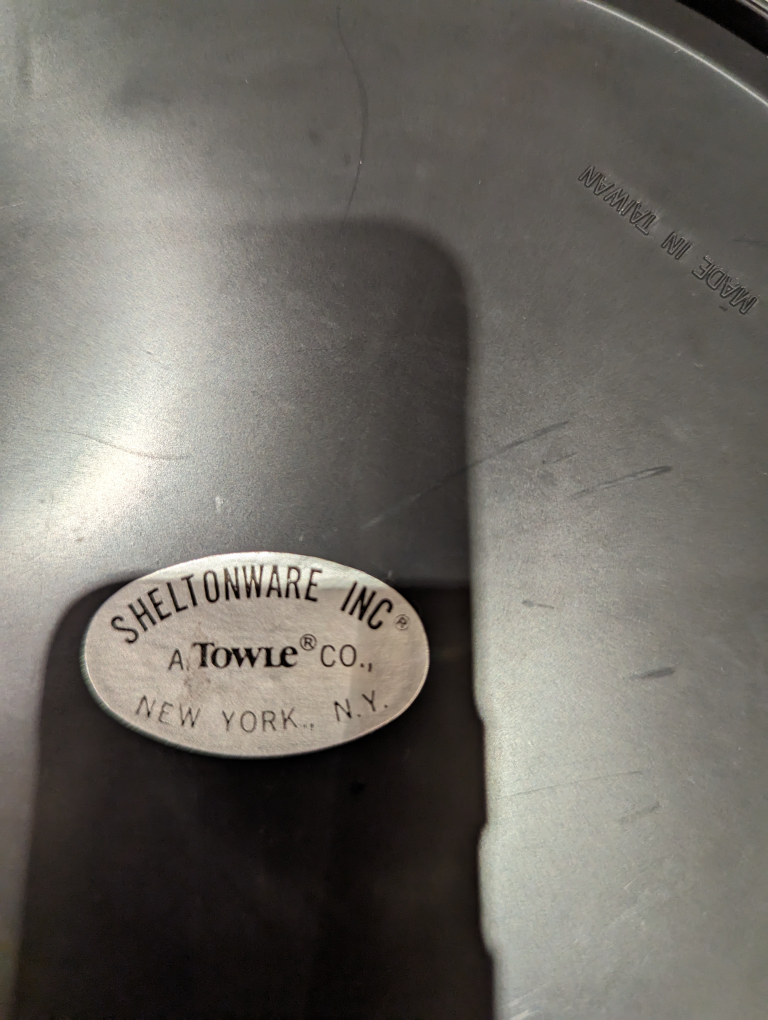 SHELTONWARE INC®
A TOWLE® CO.,
NEW YORK., N.Y.
MADE IN TAIWAN